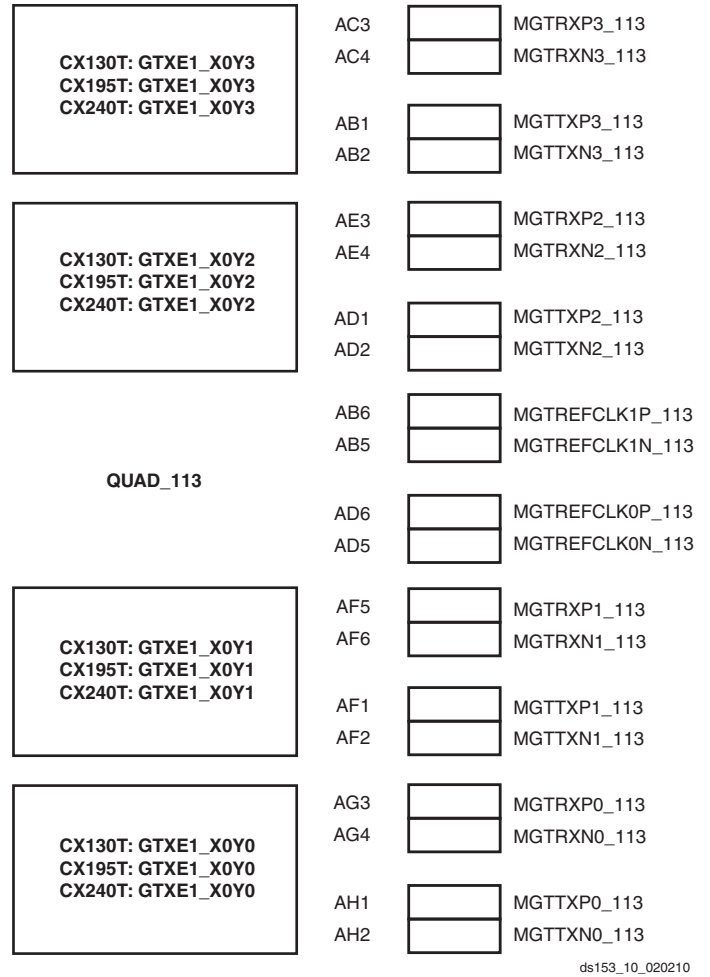 CX130T: GTXE1_X0Y3
CX195T: GTXE1_X0Y3
CX240T: GTXE1_X0Y3
AC3 MGTRXP3_113
AC4 MGTRXN3_113
AB1 MGTTXP3_113
AB2 MGTTXN3_113
CX130T: GTXE1_X0Y2
CX195T: GTXE1_X0Y2
CX240T: GTXE1_X0Y2
AE3 MGTRXP2_113
AE4 MGTRXN2_113
AD1 MGTTXP2_113
AD2 MGTTXN2_113
QUAD_113
AB6 MGTREFCLK1P_113
AB5 MGTREFCLK1N_113
AD6 MGTREFCLK0P_113
AD5 MGTREFCLK0N_113
CX130T: GTXE1_X0Y1
CX195T: GTXE1_X0Y1
CX240T: GTXE1_X0Y1
AF5 MGTRXP1_113
AF6 MGTRXN1_113
AF1 MGTTXP1_113
AF2 MGTTXN1_113
CX130T: GTXE1_X0Y0
CX195T: GTXE1_X0Y0
CX240T: GTXE1_X0Y0
AG3 MGTRXP0_113
AG4 MGTRXN0_113
AH1 MGTTXP0_113
AH2 MGTTXN0_113
ds153_10_020210